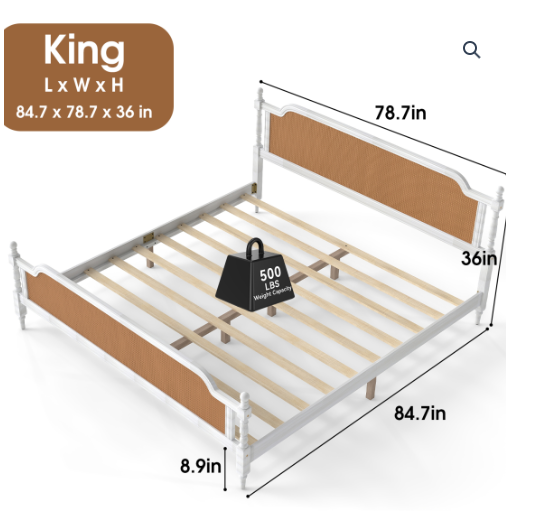 King
L x W x H
84.7 x 78.7 x 36 in
78.7in
36in
500
LBS
Weight Capacity
84.7in
8.9in